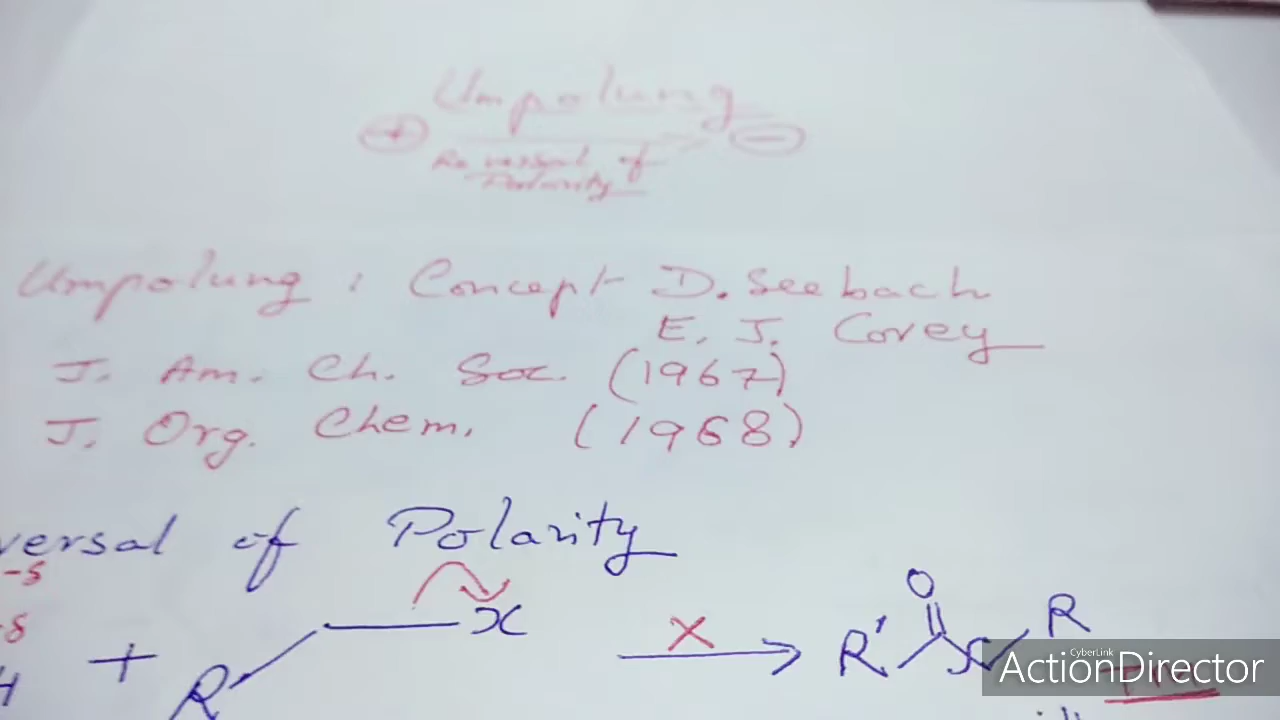 Umpolung
+ −
Reversal of
Polarity
Umpolung : Concept D. Seebach
E. J. Corey
J. Am. Ch. Soc. (1967)
J. Org. Chem. (1968)
versal of Polarity
-δ
-δ
H + R X X R' O R
CyberLink
ActionDirector